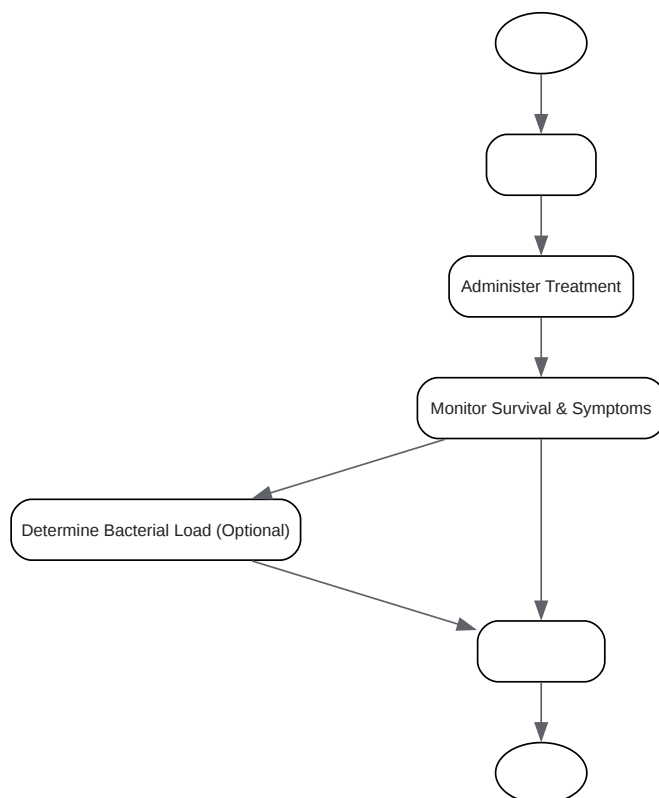 Administer Treatment
Monitor Survival & Symptoms
Determine Bacterial Load (Optional)